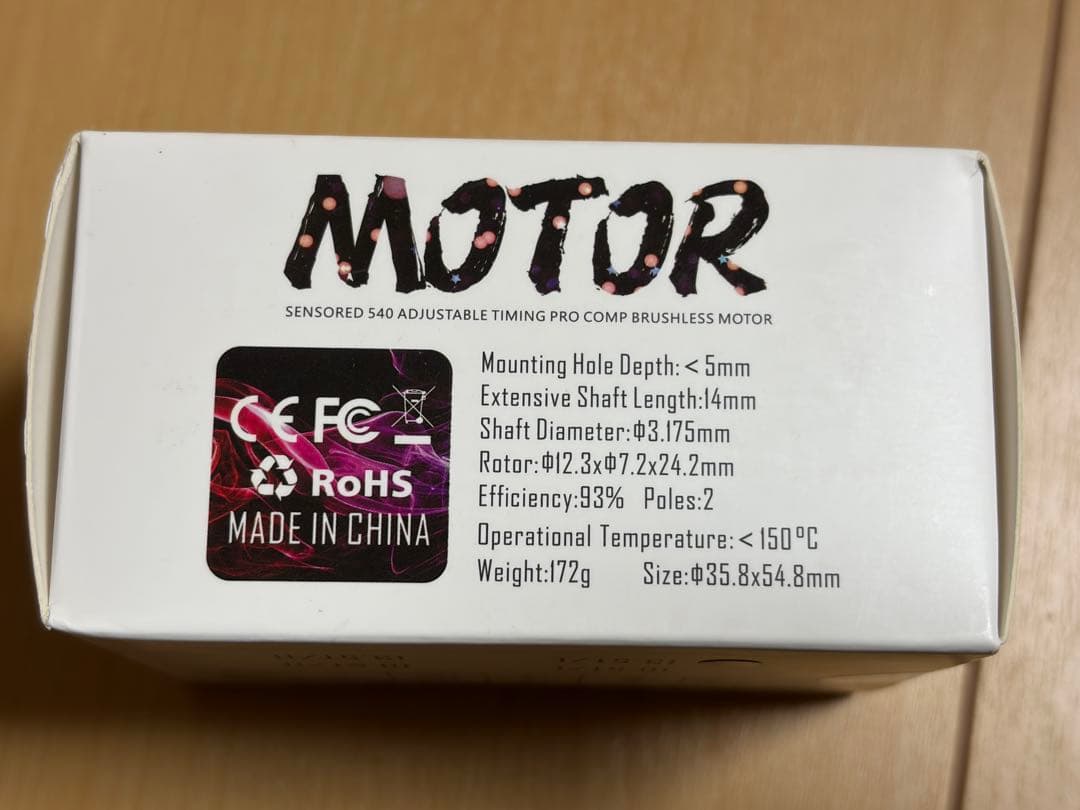 MOTOR
SENSORED 540 ADJUSTABLE TIMING PRO COMP BRUSHLESS MOTOR
CE FC
RoHS
MADE IN CHINA
Mounting Hole Depth:< 5mm
Extensive Shaft Length:14mm
Shaft Diameter:Φ3.175mm
Rotor:Φ12.3xΦ7.2x24.2mm
Efficiency:93% Poles:2
Operational Temperature:< 150°C
Weight:172g Size:Φ35.8x54.8mm